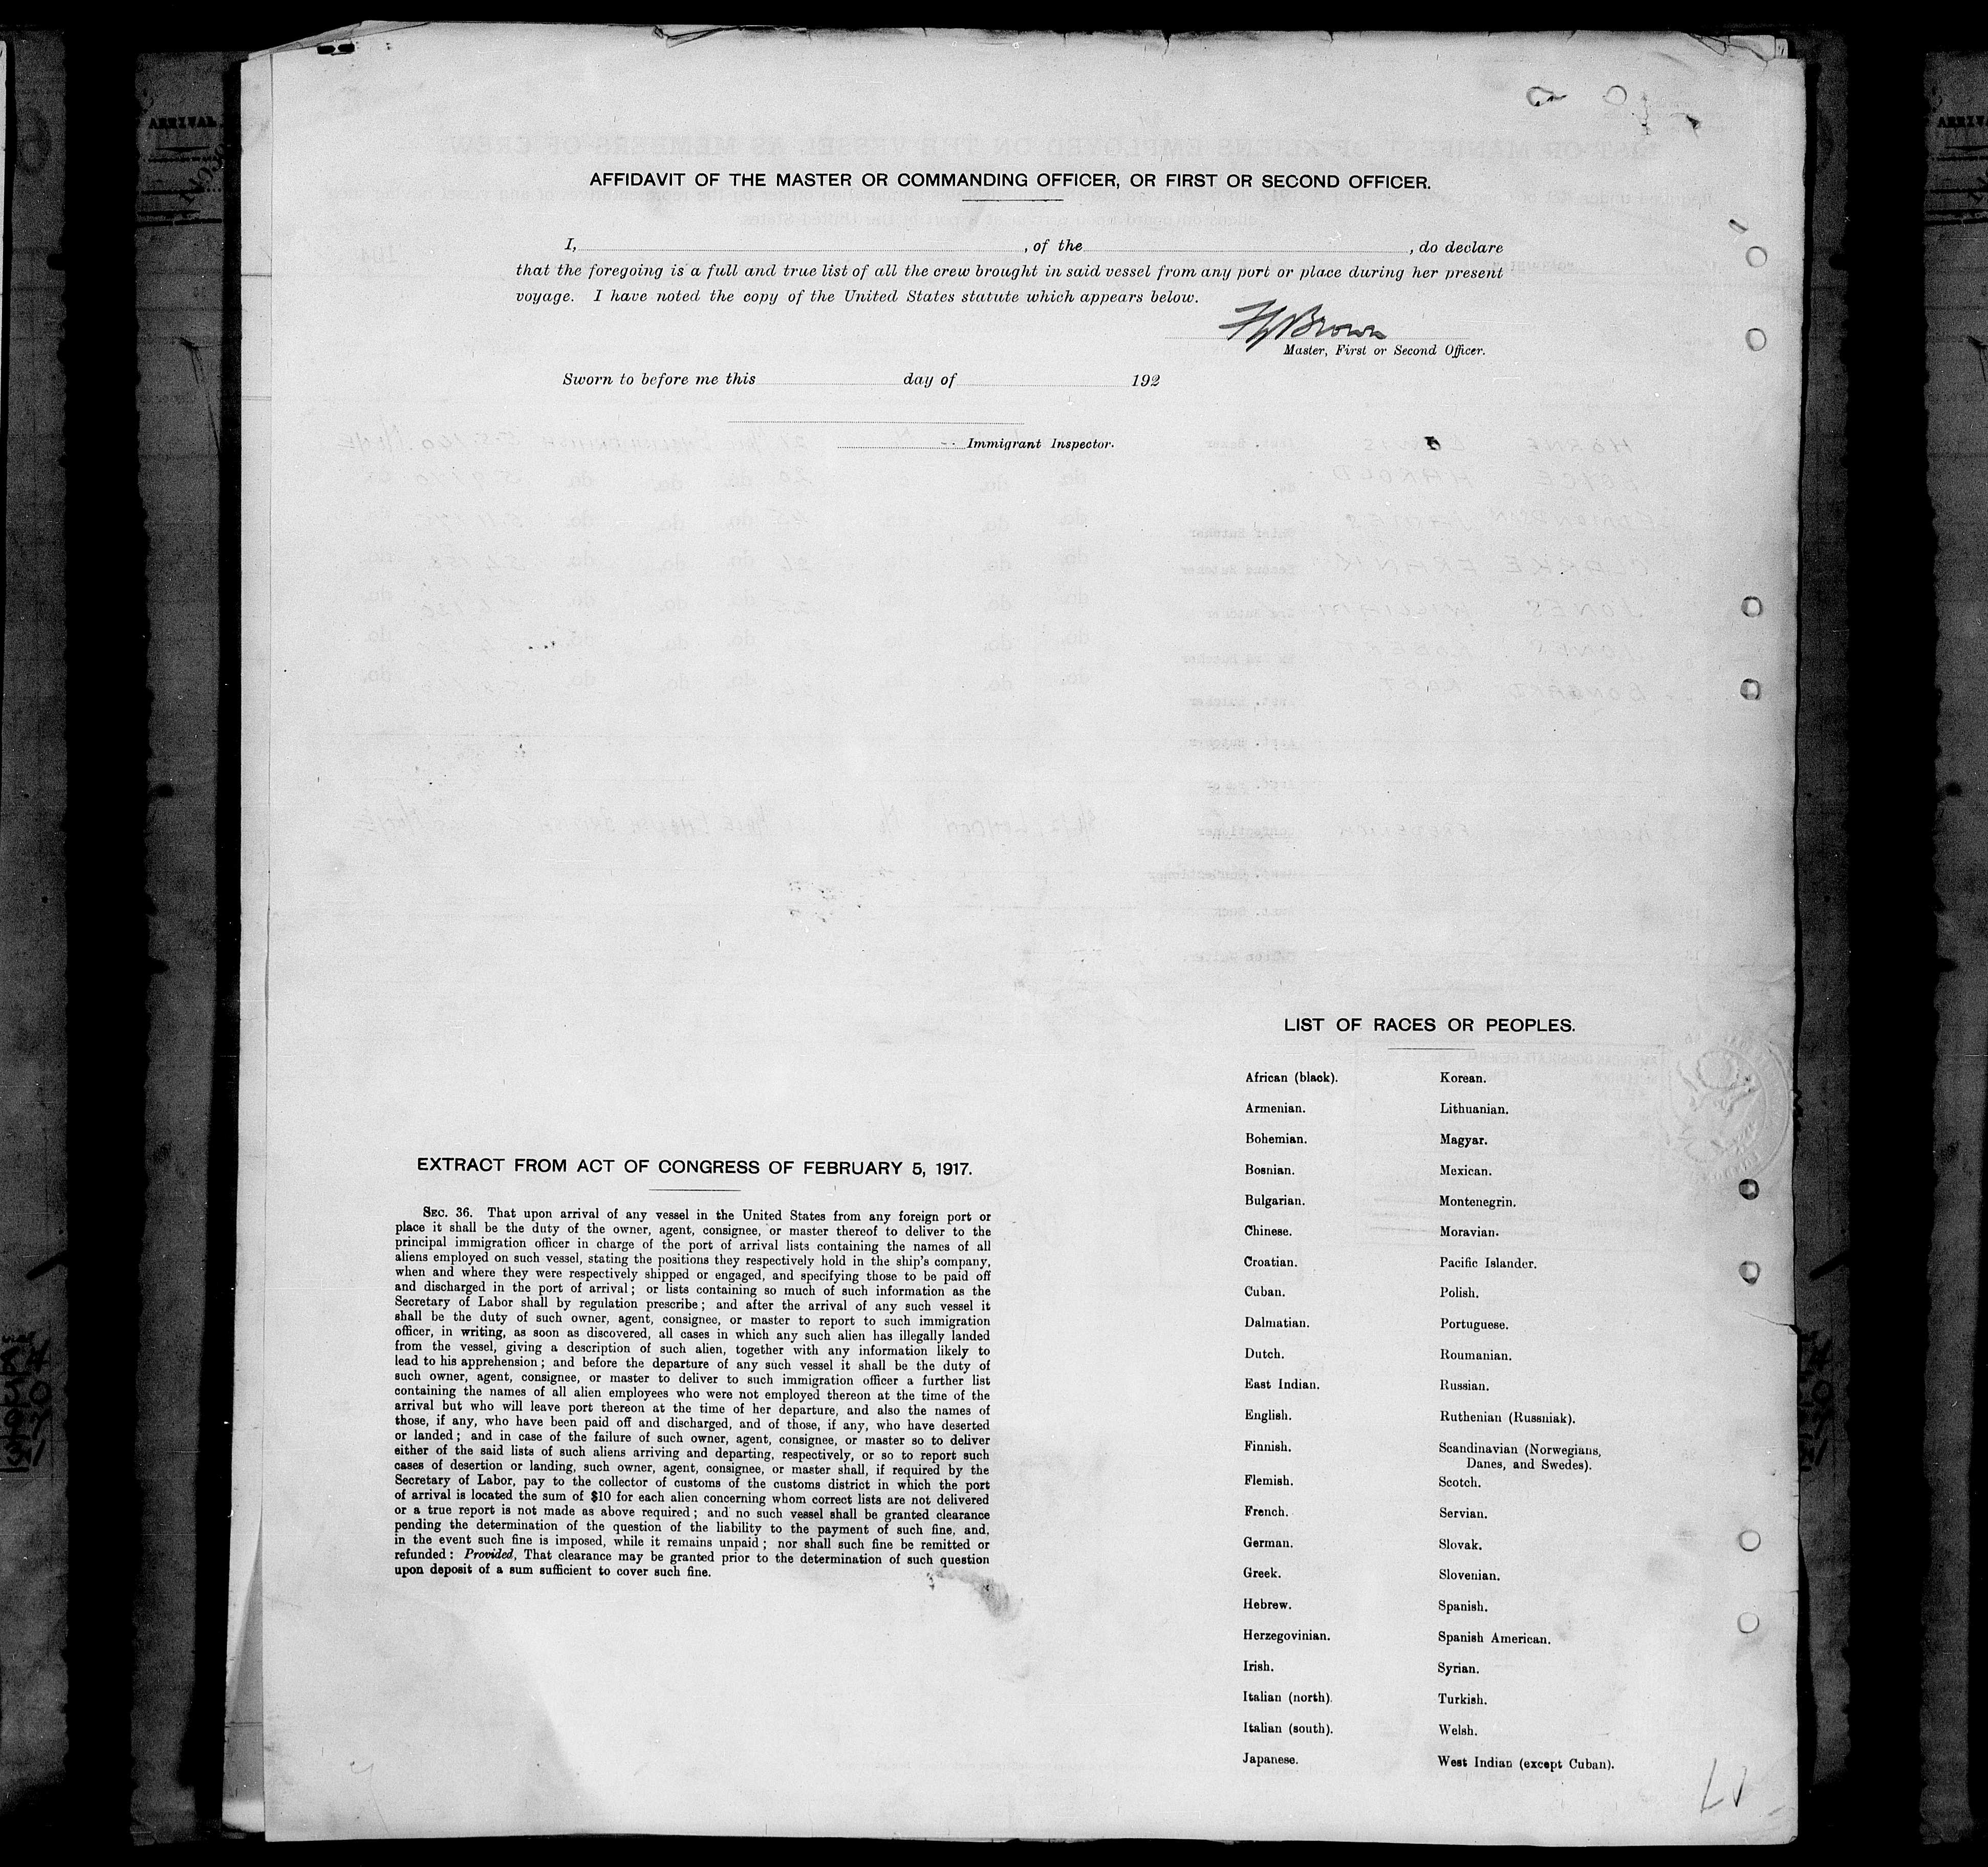 AFFIDAVIT OF THE MASTER OR COMMANDING OFFICER, OR FIRST OR SECOND OFFICER.
I, , of the , do declare
that the foregoing is a full and true list of all the crew brought in said vessel from any port or place during her present
voyage. I have noted the copy of the United States statute which appears below.
Brown
Master, First or Second Officer.
Sworn to before me this day of 192
Immigrant Inspector.
EXTRACT FROM ACT OF CONGRESS OF FEBRUARY 5, 1917.
SEC. 36. That upon arrival of any vessel in the United States from any foreign port or
place it shall be the duty of the owner, agent, consignee, or master thereof to deliver to the
principal immigration officer in charge of the port of arrival lists containing the names of all
aliens employed on such vessel, stating the positions they respectively hold in the ship's company,
when and where they were respectively shipped or engaged, and specifying those to be paid off
and discharged in the port of arrival; or lists containing so much of such information as the
Secretary of Labor shall by regulation prescribe; and after the arrival of any such vessel it
shall be the duty of such owner, agent, consignee, or master to report to such immigration
officer, in writing, as soon as discovered, all cases in which any such alien has illegally landed
from the vessel, giving a description of such alien, together with any information likely to
lead to his apprehension; and before the departure of any such vessel it shall be the duty of
such owner, agent, consignee, or master to deliver to such immigration officer a further list
containing the names of all alien employees who were not employed thereon at the time of the
arrival but who will leave port thereon at the time of her departure, and also the names of
those, if any, who have been paid off and discharged, and of those, if any, who have deserted
or landed; and in case of the failure of such owner, agent, consignee, or master so to deliver
either of the said lists of such aliens arriving and departing, respectively, or so to report such
cases of desertion or landing, such owner, agent, consignee, or master shall, if required by the
Secretary of Labor, pay to the collector of customs of the customs district in which the port
of arrival is located the sum of $10 for each alien concerning whom correct lists are not delivered
or a true report is not made as above required; and no such vessel shall be granted clearance
pending the determination of the question of the liability to the payment of such fine, and,
in the event such fine is imposed, while it remains unpaid; nor shall such fine be remitted or
refunded: Provided, That clearance may be granted prior to the determination of such question
upon deposit of a sum sufficient to cover such fine.
LIST OF RACES OR PEOPLES.
African (black).
Armenian.
Bohemian.
Bosnian.
Bulgarian.
Chinese.
Croatian.
Cuban.
Dalmatian.
Dutch.
East Indian.
English.
Finnish.
Flemish.
French.
German.
Greek.
Hebrew.
Herzegovinian.
Irish.
Italian (north).
Italian (south).
Japanese.
Korean.
Lithuanian.
Magyar.
Mexican.
Montenegrin.
Moravian.
Pacific Islander.
Polish.
Portuguese.
Roumanian.
Russian.
Ruthenian (Russniak).
Scandinavian (Norwegians,
Danes, and Swedes).
Scotch.
Servian.
Slovak.
Slovenian.
Spanish.
Spanish American.
Syrian.
Turkish.
Welsh.
West Indian (except Cuban).